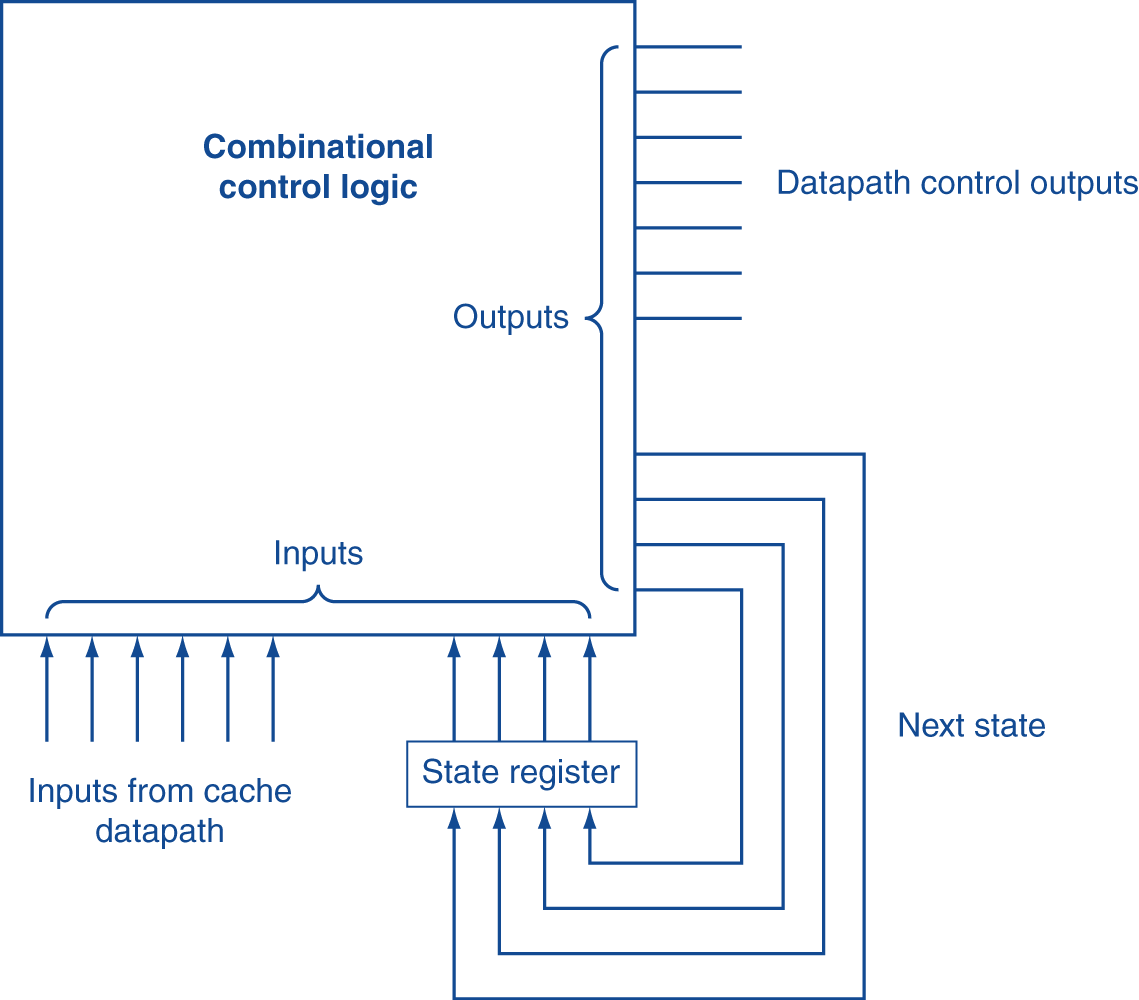 Combinational
control logic
Datapath control outputs
Outputs
Inputs
Next state
State register
Inputs from cache
datapath